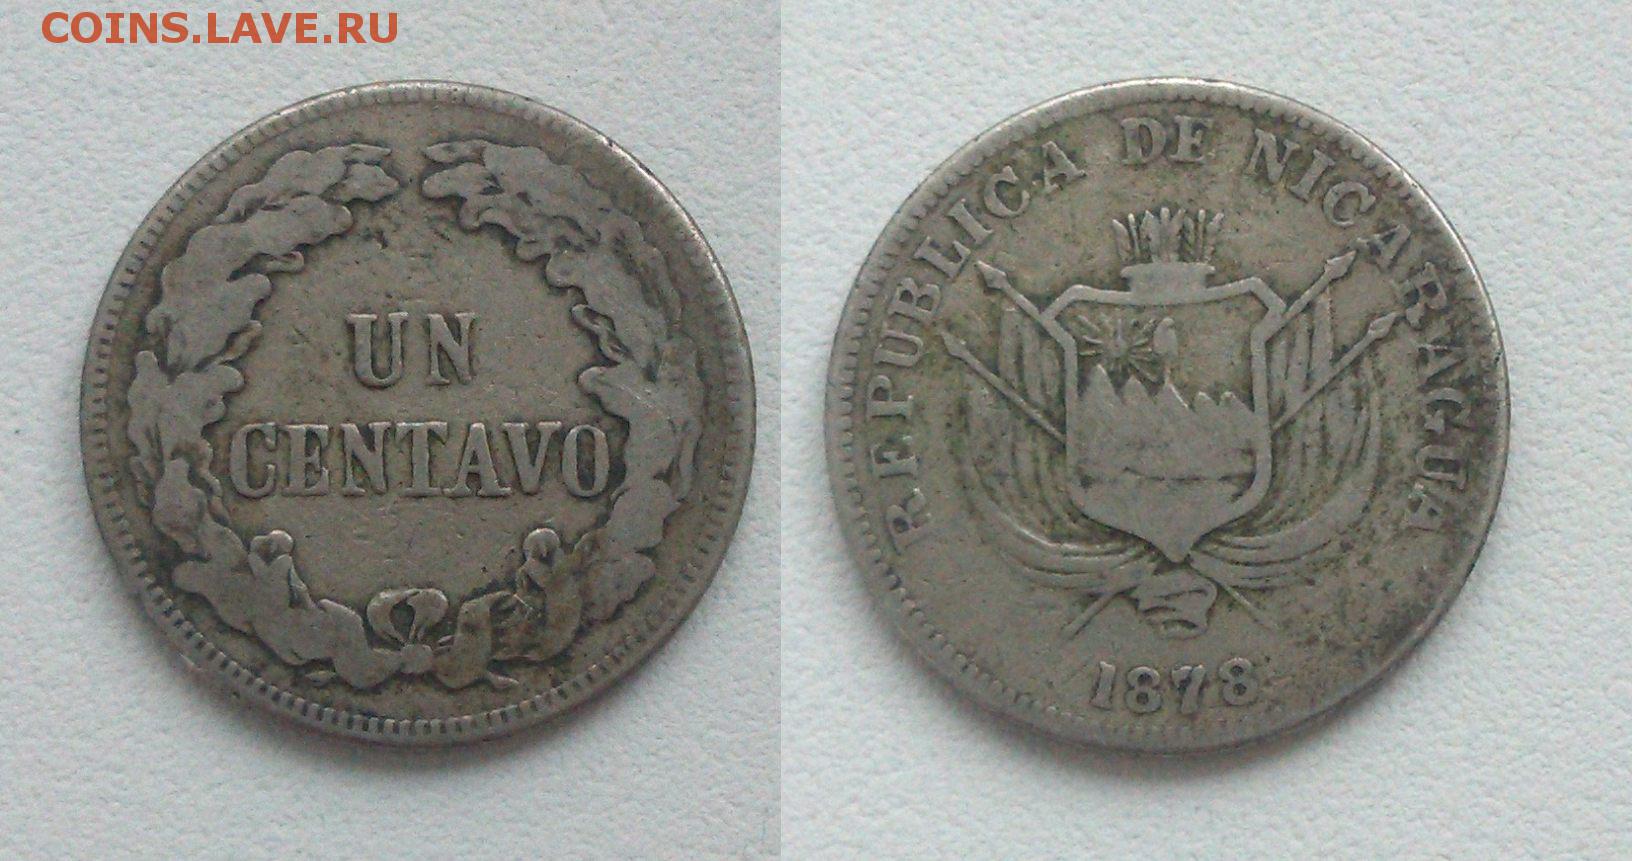 COINS.LAVE.RU
UN
CENTAVO
REPUBLICA DE NICARAGUA
1878